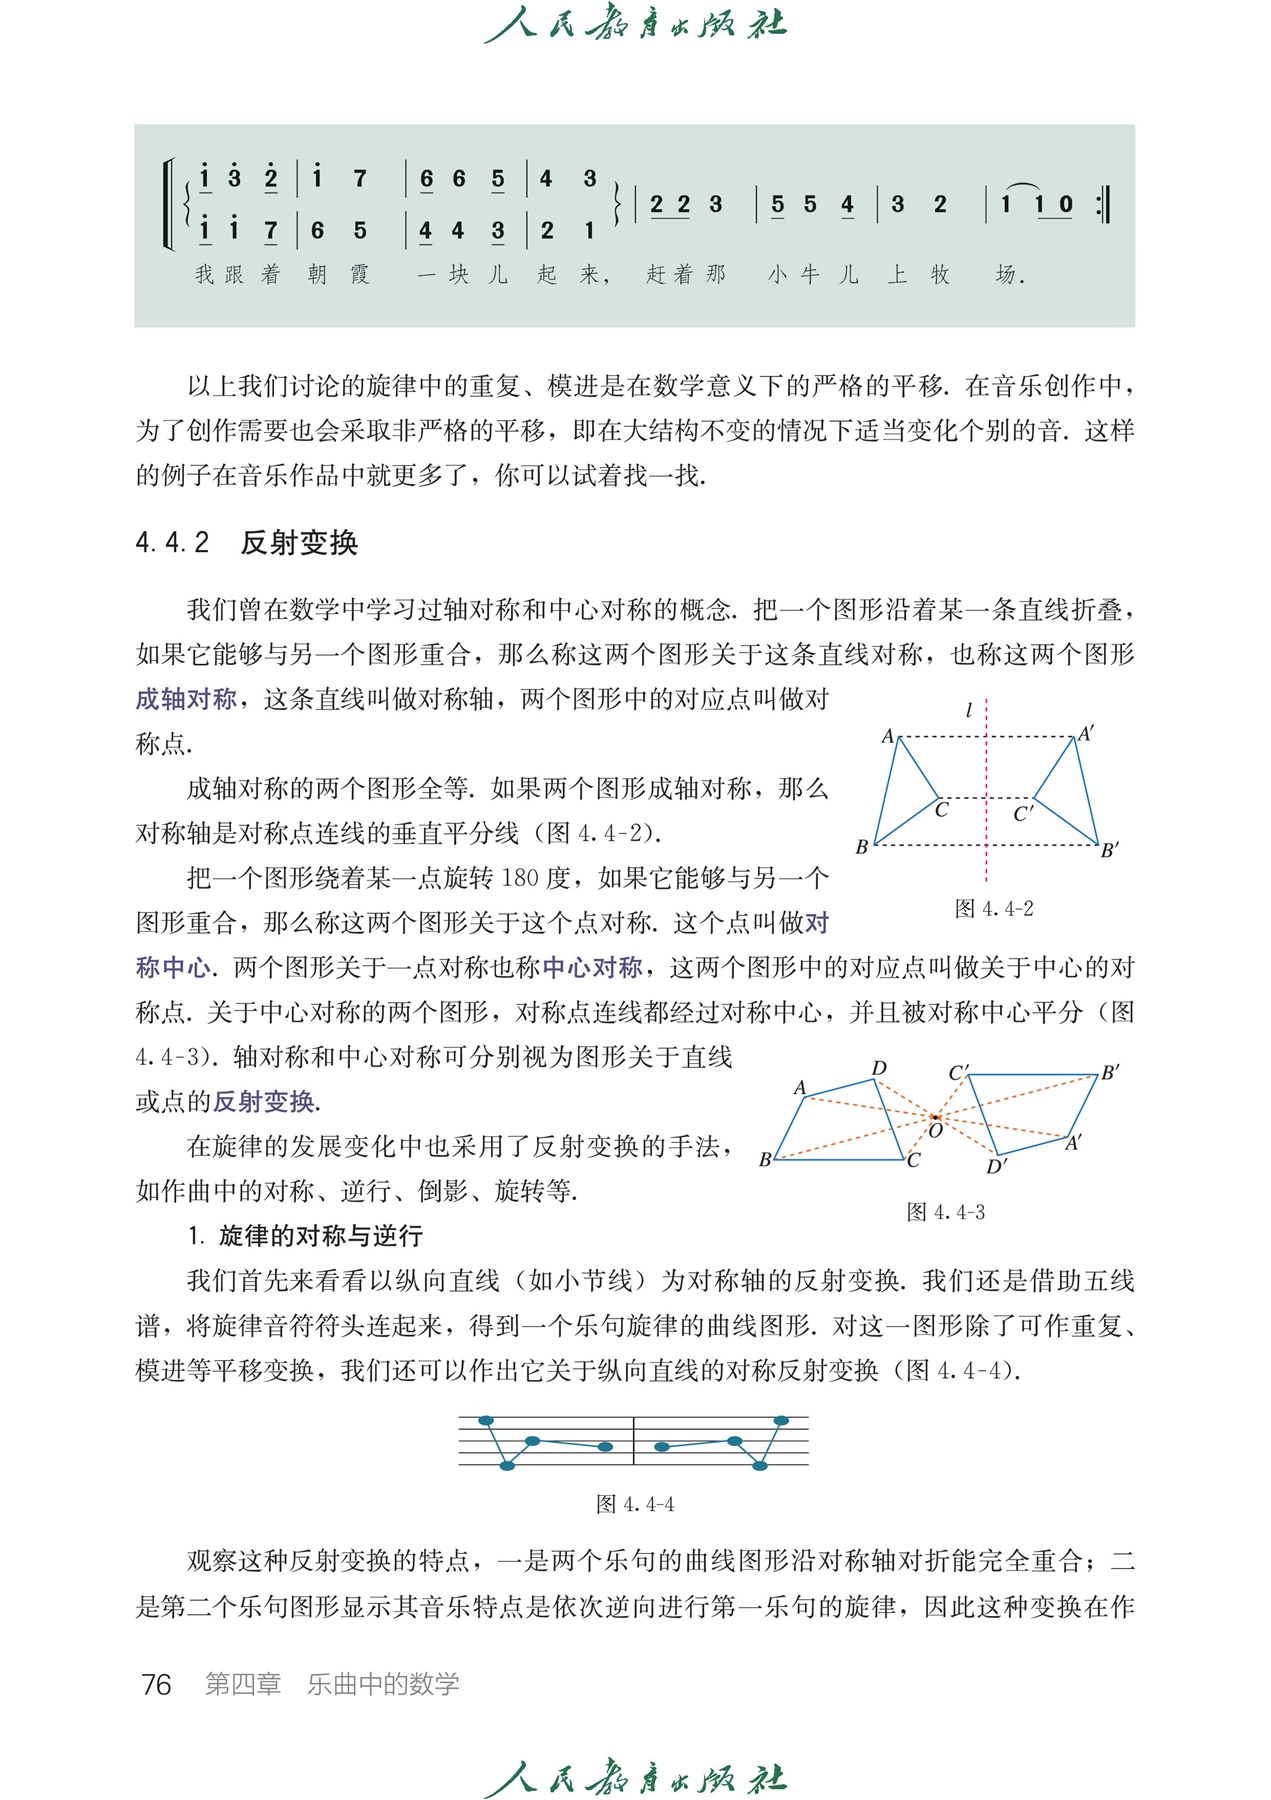 人民教育出版社
1̇ 3̇ 2̇ | 1̇ 7 | 6 6 5 | 4 3
| 2 2 3 | 5 5 4 | 3 2 | 1 1 0 :||
1̇ 1̇ 7 | 6 5 | 4 4 3 | 2 1
我跟着 朝霞 一块儿 起来, 赶着那 小牛儿 上牧 场.
以上我们讨论的旋律中的重复、模进是在数学意义下的严格的平移. 在音乐创作中,
为了创作需要也会采取非严格的平移，即在大结构不变的情况下适当变化个别的音. 这样
的例子在音乐作品中就更多了，你可以试着找一找.
4.4.2 反射变换
我们曾在数学中学习过轴对称和中心对称的概念. 把一个图形沿着某一条直线折叠,
如果它能够与另一个图形重合，那么称这两个图形关于这条直线对称，也称这两个图形
成轴对称，这条直线叫做对称轴，两个图形中的对应点叫做对
称点.
成轴对称的两个图形全等. 如果两个图形成轴对称，那么
对称轴是对称点连线的垂直平分线（图 4.4-2）.
l
A A′
C C′
B B′
图 4.4-2
把一个图形绕着某一点旋转 180 度，如果它能够与另一个
图形重合，那么称这两个图形关于这个点对称. 这个点叫做对
称中心. 两个图形关于一点对称也称中心对称，这两个图形中的对应点叫做关于中心的对
称点. 关于中心对称的两个图形，对称点连线都经过对称中心，并且被对称中心平分（图
4.4-3）. 轴对称和中心对称可分别视为图形关于直线
或点的反射变换.
D C′ B′
A
O
A′
B C D′
图 4.4-3
在旋律的发展变化中也采用了反射变换的手法，
如作曲中的对称、逆行、倒影、旋转等.
1. 旋律的对称与逆行
我们首先来看看以纵向直线（如小节线）为对称轴的反射变换. 我们还是借助五线
谱，将旋律音符符头连起来，得到一个乐句旋律的曲线图形. 对这一图形除了可作重复、
模进等平移变换，我们还可以作出它关于纵向直线的对称反射变换（图 4.4-4）.
图 4.4-4
观察这种反射变换的特点，一是两个乐句的曲线图形沿对称轴对折能完全重合；二
是第二个乐句图形显示其音乐特点是依次逆向进行第一乐句的旋律，因此这种变换在作
76 第四章 乐曲中的数学
人民教育出版社